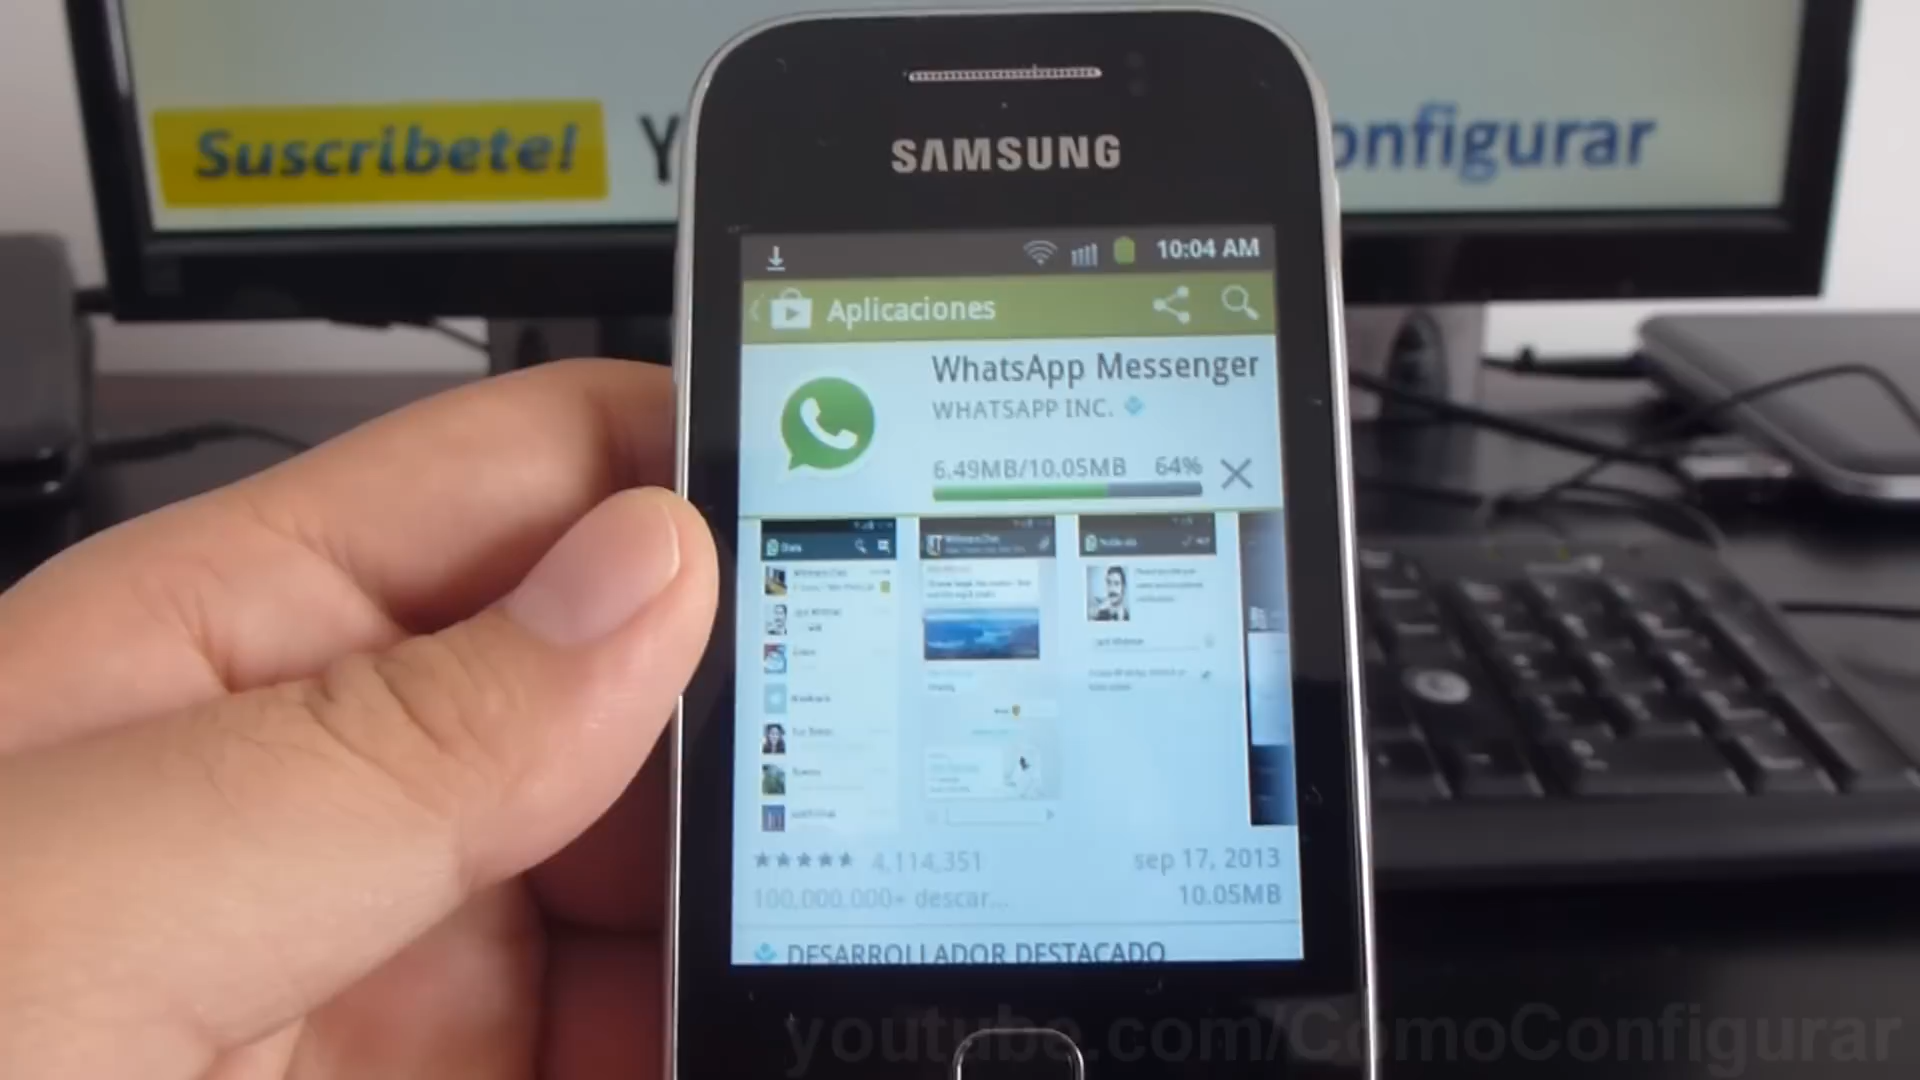 Suscribete! Y
onfigurar
SAMSUNG
10:04 AM
Aplicaciones
WhatsApp Messenger
WHATSAPP INC.
6.49MB/10.05MB 64%
4,114,351 sep 17, 2013
100,000,000+ descar... 10.05MB
DESARROLLADOR DESTACADO
youtube.com/ComoConfigurar